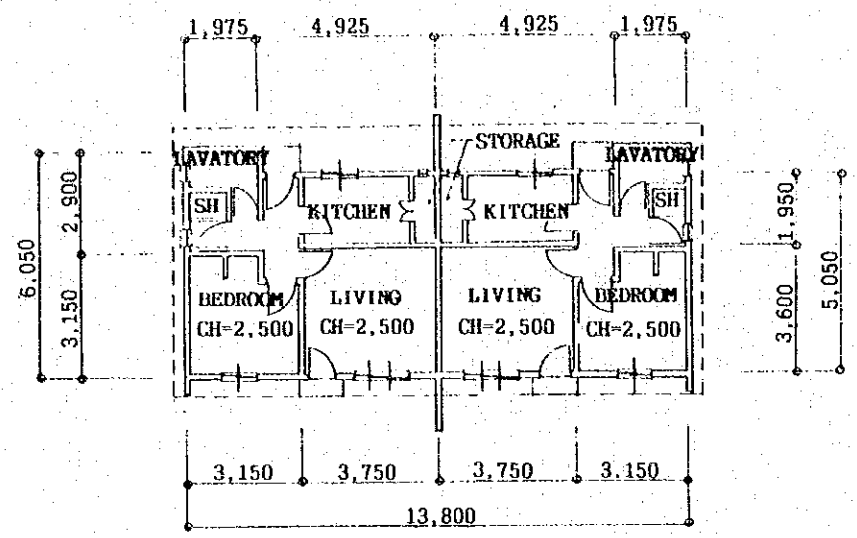 1,975 4,925 4,925 1,975
STORAGE
LAVATORY LAVATORY
SH SH
KITCHEN KITCHEN
2,900
6,050
3,150
1,950
3,600
5,050
BEDROOM LIVING LIVING BEDROOM
CH=2,500 CH=2,500 CH=2,500 CH=2,500
3,150 3,750 3,750 3,150
13,800